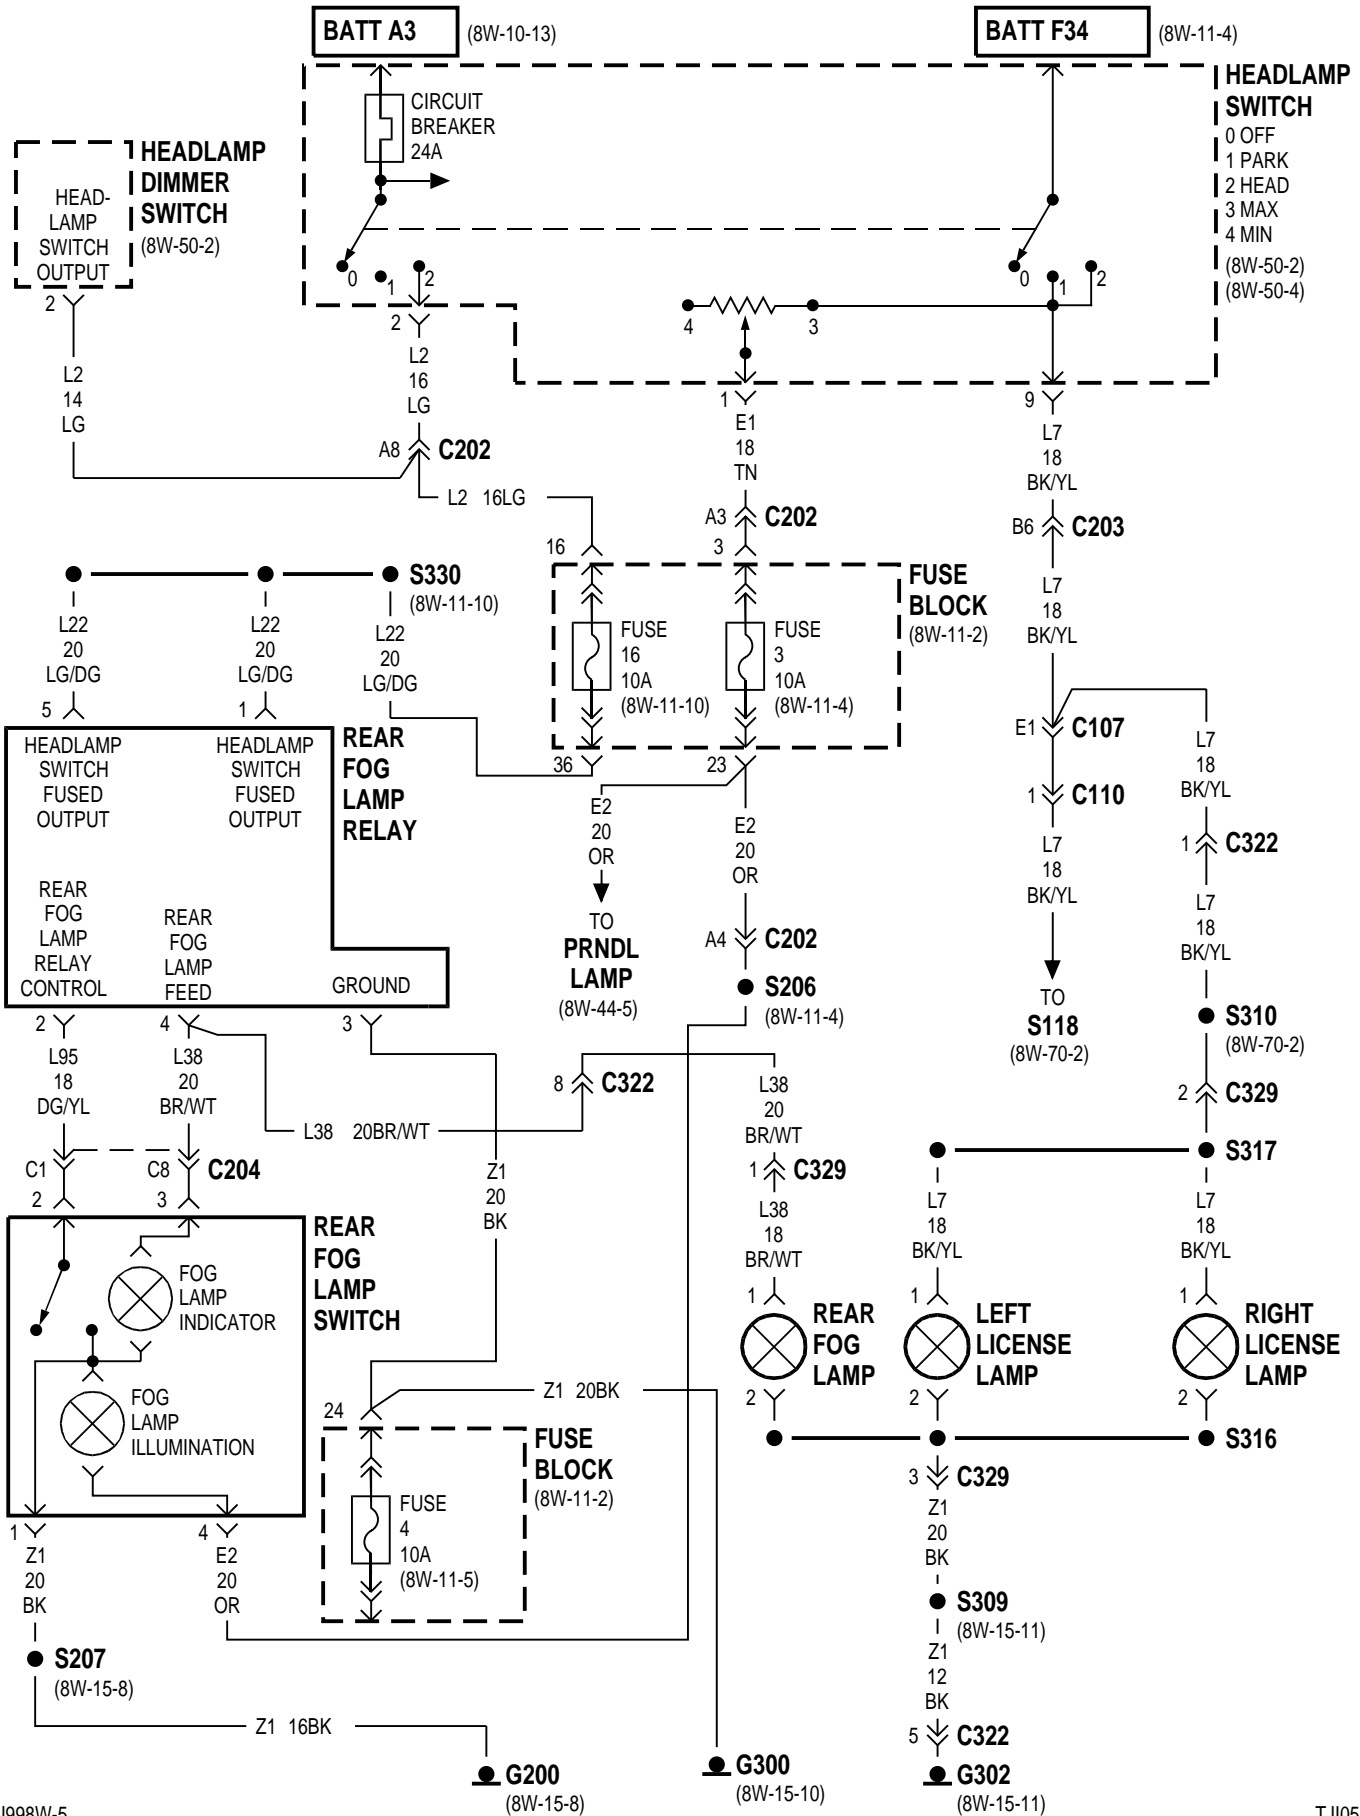 BATT A3
(8W-10-13)
BATT F34
(8W-11-4)
HEADLAMP
SWITCH
0 OFF
1 PARK
2 HEAD
3 MAX
4 MIN
(8W-50-2)
(8W-50-4)
CIRCUIT
BREAKER
24A
HEADLAMP
DIMMER
SWITCH
(8W-50-2)
HEAD-
LAMP
SWITCH
OUTPUT
2
0
1
2
0
1
2
4
3
2
1
9
L2
14
LG
L2
16
LG
A8
C202
L2 16LG
E1
18
TN
A3
C202
L7
18
BK/YL
B6
C203
L7
18
BK/YL
16
3
FUSE
BLOCK
(8W-11-2)
FUSE
16
10A
(8W-11-10)
FUSE
3
10A
(8W-11-4)
36
23
S330
(8W-11-10)
L22
20
LG/DG
L22
20
LG/DG
L22
20
LG/DG
5
1
REAR
FOG
LAMP
RELAY
HEADLAMP
SWITCH
FUSED
OUTPUT
HEADLAMP
SWITCH
FUSED
OUTPUT
REAR
FOG
LAMP
RELAY
CONTROL
REAR
FOG
LAMP
FEED
GROUND
2
4
3
E1
C107
1
C110
L7
18
BK/YL
TO
S118
(8W-70-2)
L7
18
BK/YL
1
C322
L7
18
BK/YL
S310
(8W-70-2)
2
C329
S317
E2
20
OR
TO
PRNDL
LAMP
(8W-44-5)
E2
20
OR
A4
C202
S206
(8W-11-4)
L95
18
DG/YL
L38
20
BR/WT
L38 20BR/WT
8
C322
L38
20
BR/WT
1
C329
L38
18
BR/WT
C1
C8
C204
2
3
Z1
20
BK
L7
18
BK/YL
L7
18
BK/YL
REAR
FOG
LAMP
SWITCH
FOG
LAMP
INDICATOR
FOG
LAMP
ILLUMINATION
1
REAR
FOG
LAMP
2
1
LEFT
LICENSE
LAMP
2
1
RIGHT
LICENSE
LAMP
2
S316
Z1 20BK
24
FUSE
BLOCK
(8W-11-2)
FUSE
4
10A
(8W-11-5)
3
C329
Z1
20
BK
S309
(8W-15-11)
Z1
12
BK
5
C322
G302
(8W-15-11)
1
4
Z1
20
BK
E2
20
OR
S207
(8W-15-8)
Z1 16BK
G200
(8W-15-8)
G300
(8W-15-10)
J998W-5